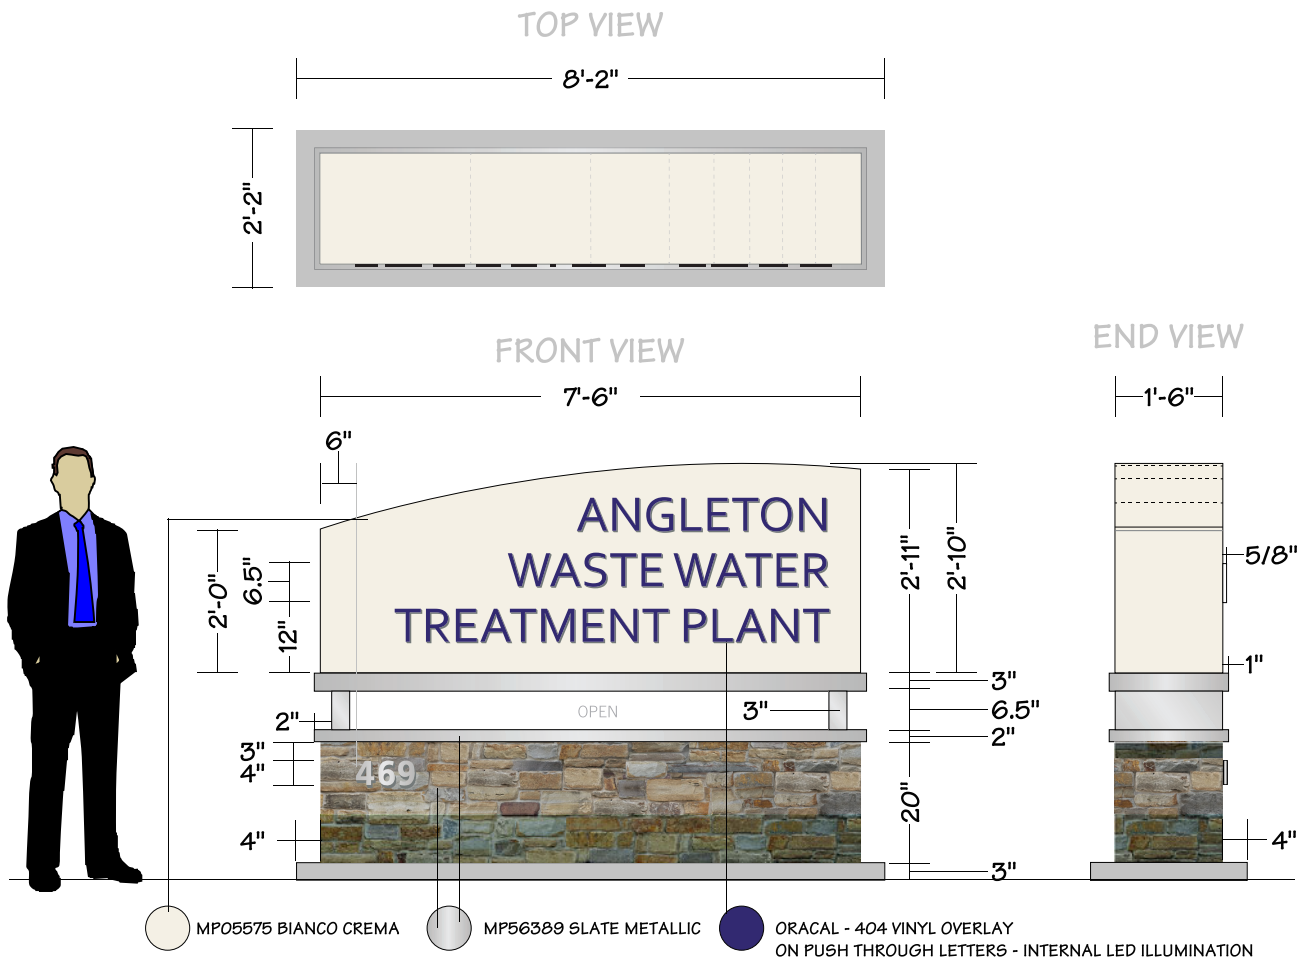 TOP VIEW
8'-2"
2'-2"
FRONT VIEW
END VIEW
7'-6"
1'-6"
6"
ANGLETON
WASTE WATER
TREATMENT PLANT
2'-0"
6.5"
12"
2'-11"
2'-10"
5/8"
1"
3"
OPEN
3"
6.5"
2"
2"
3"
4"
469
20"
4"
4"
3"
MP05575 BIANCO CREMA
MP56389 SLATE METALLIC
ORACAL - 404 VINYL OVERLAY
ON PUSH THROUGH LETTERS - INTERNAL LED ILLUMINATION